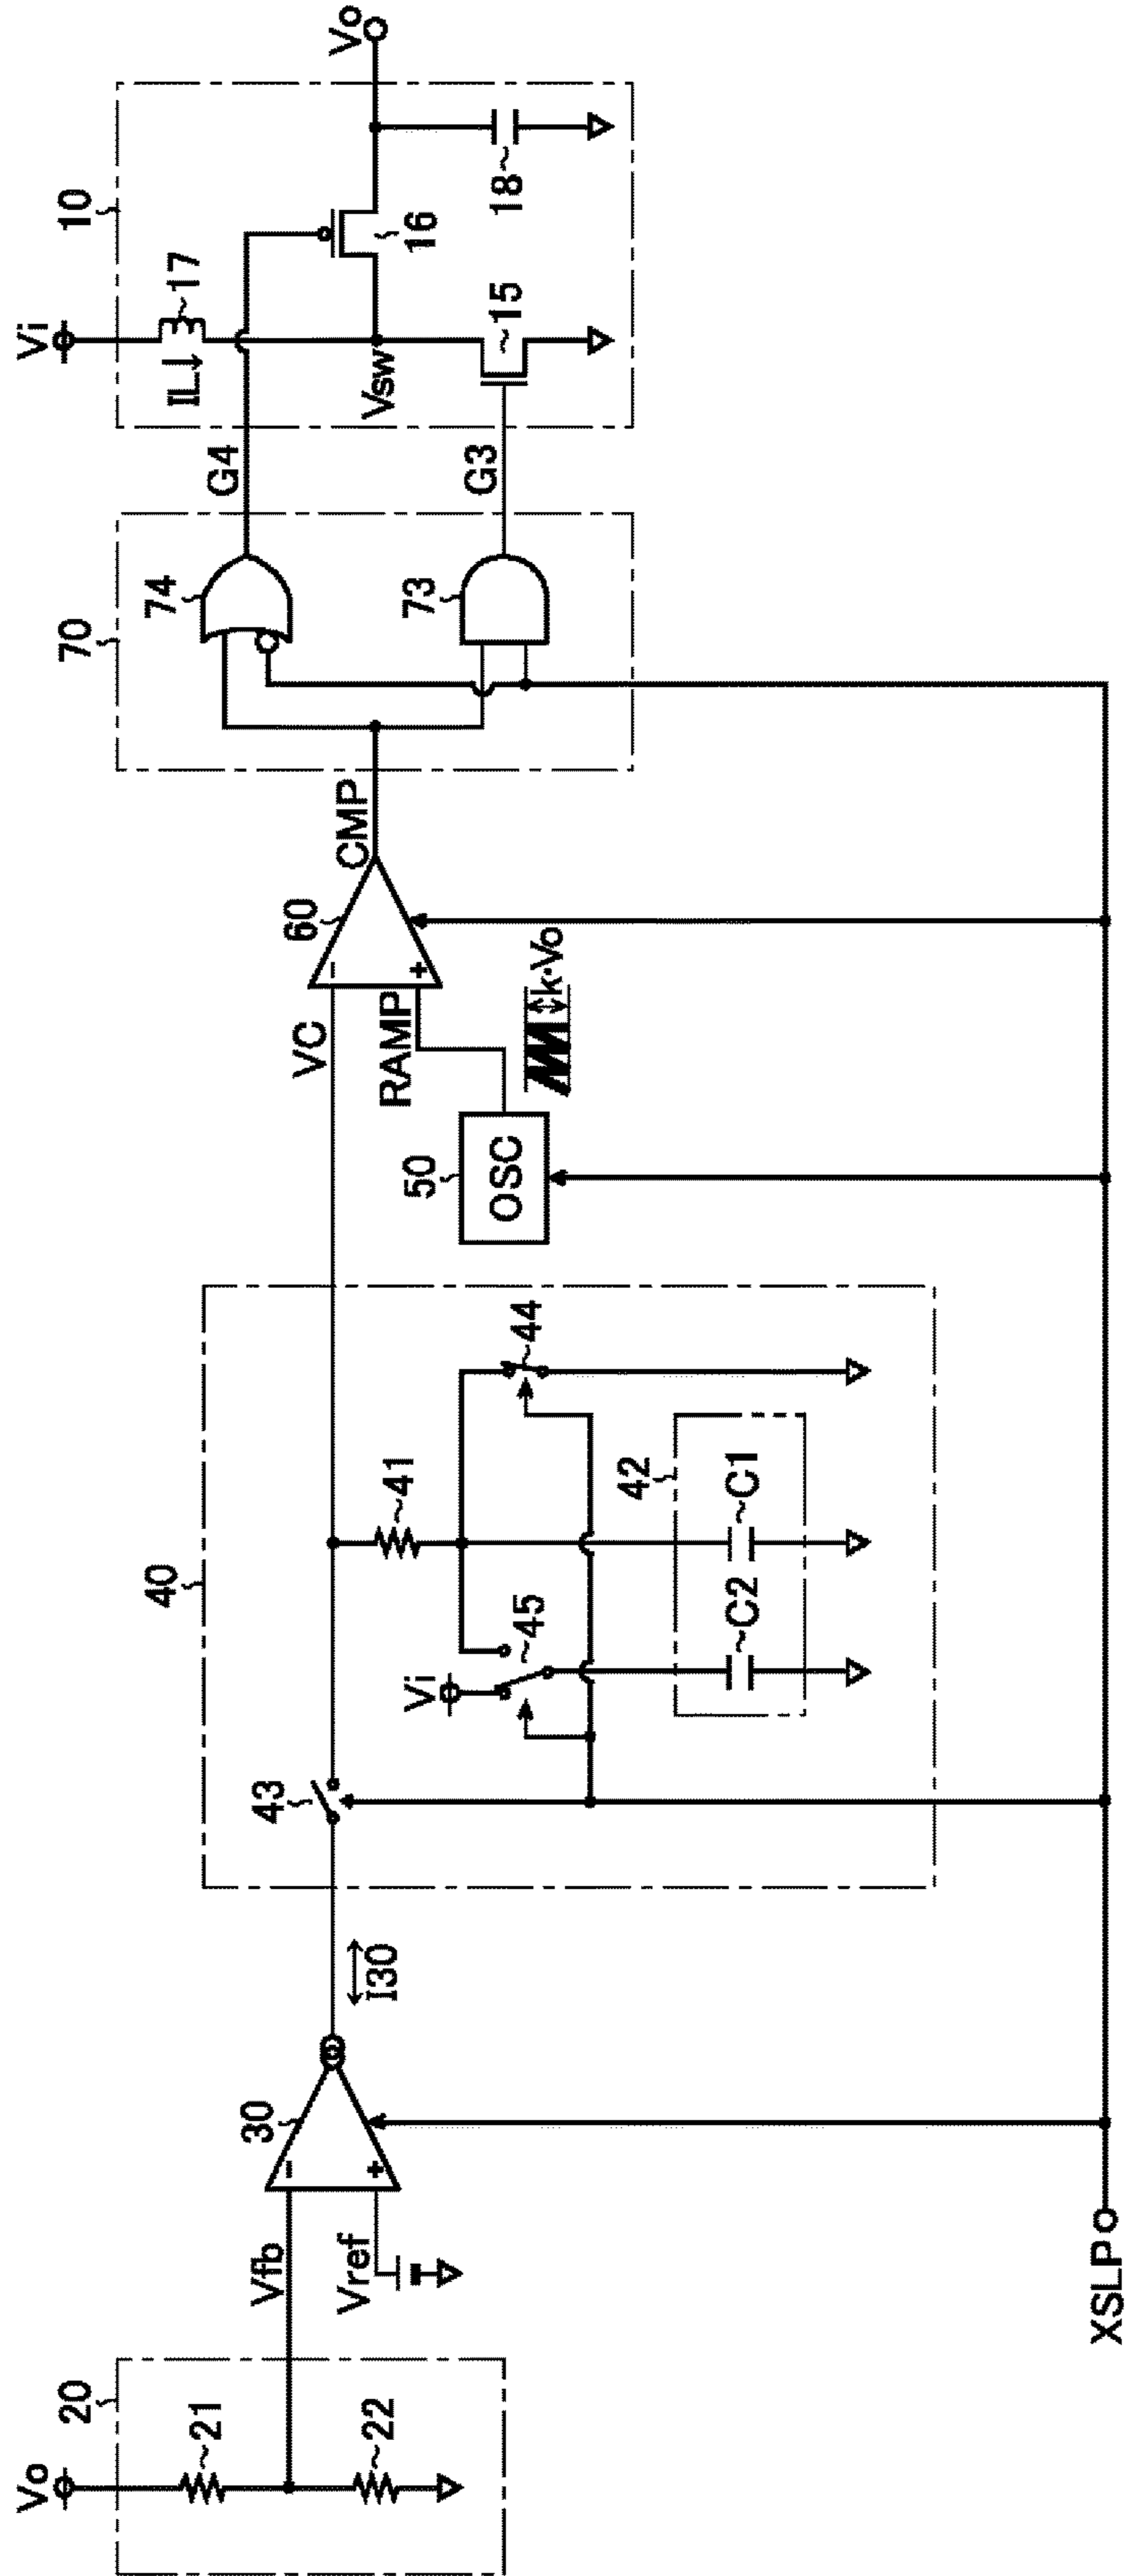 Vo
20
21
22
Vfb
Vref
30
−
+
I30
40
43
Vi
45
41
44
42
C2
C1
VC
50
OSC
RAMP
k·Vo
60
−
+
CMP
70
74
73
G4
G3
10
Vi
IL
17
Vsw
15
16
18
Vo
XSLP